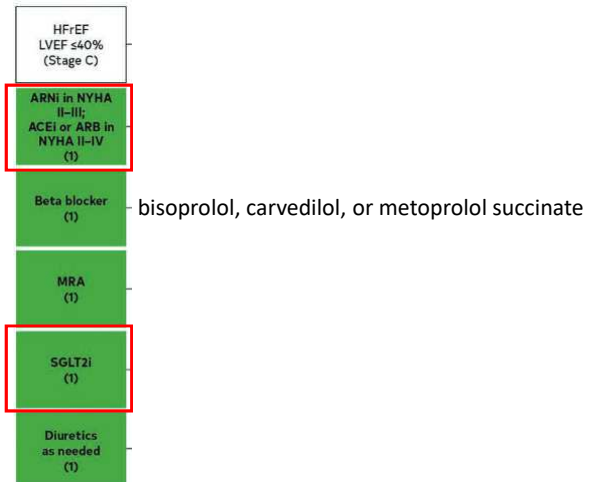 HFrEF
LVEF ≤40%
(Stage C)
ARNi in NYHA
II–III;
ACEi or ARB in
NYHA II–IV
(1)
Beta blocker
(1)
bisoprolol, carvedilol, or metoprolol succinate
MRA
(1)
SGLT2i
(1)
Diuretics
as needed
(1)